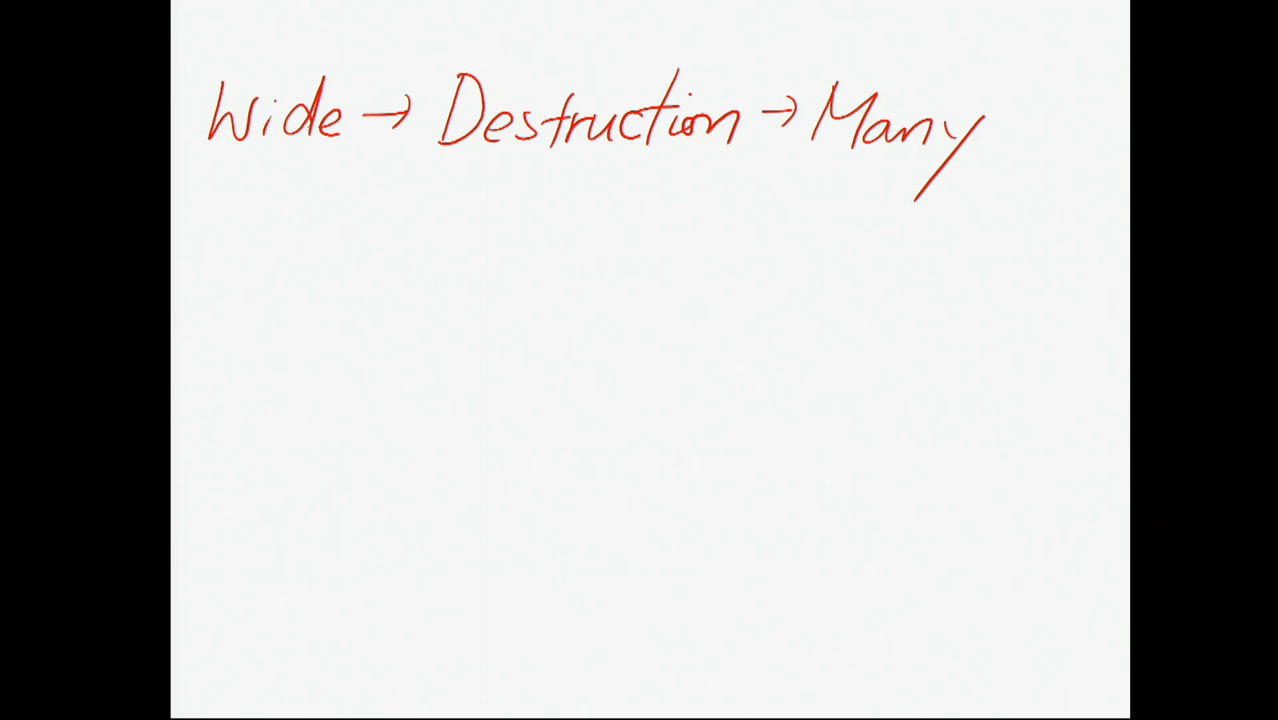 Wide → Destruction → Many